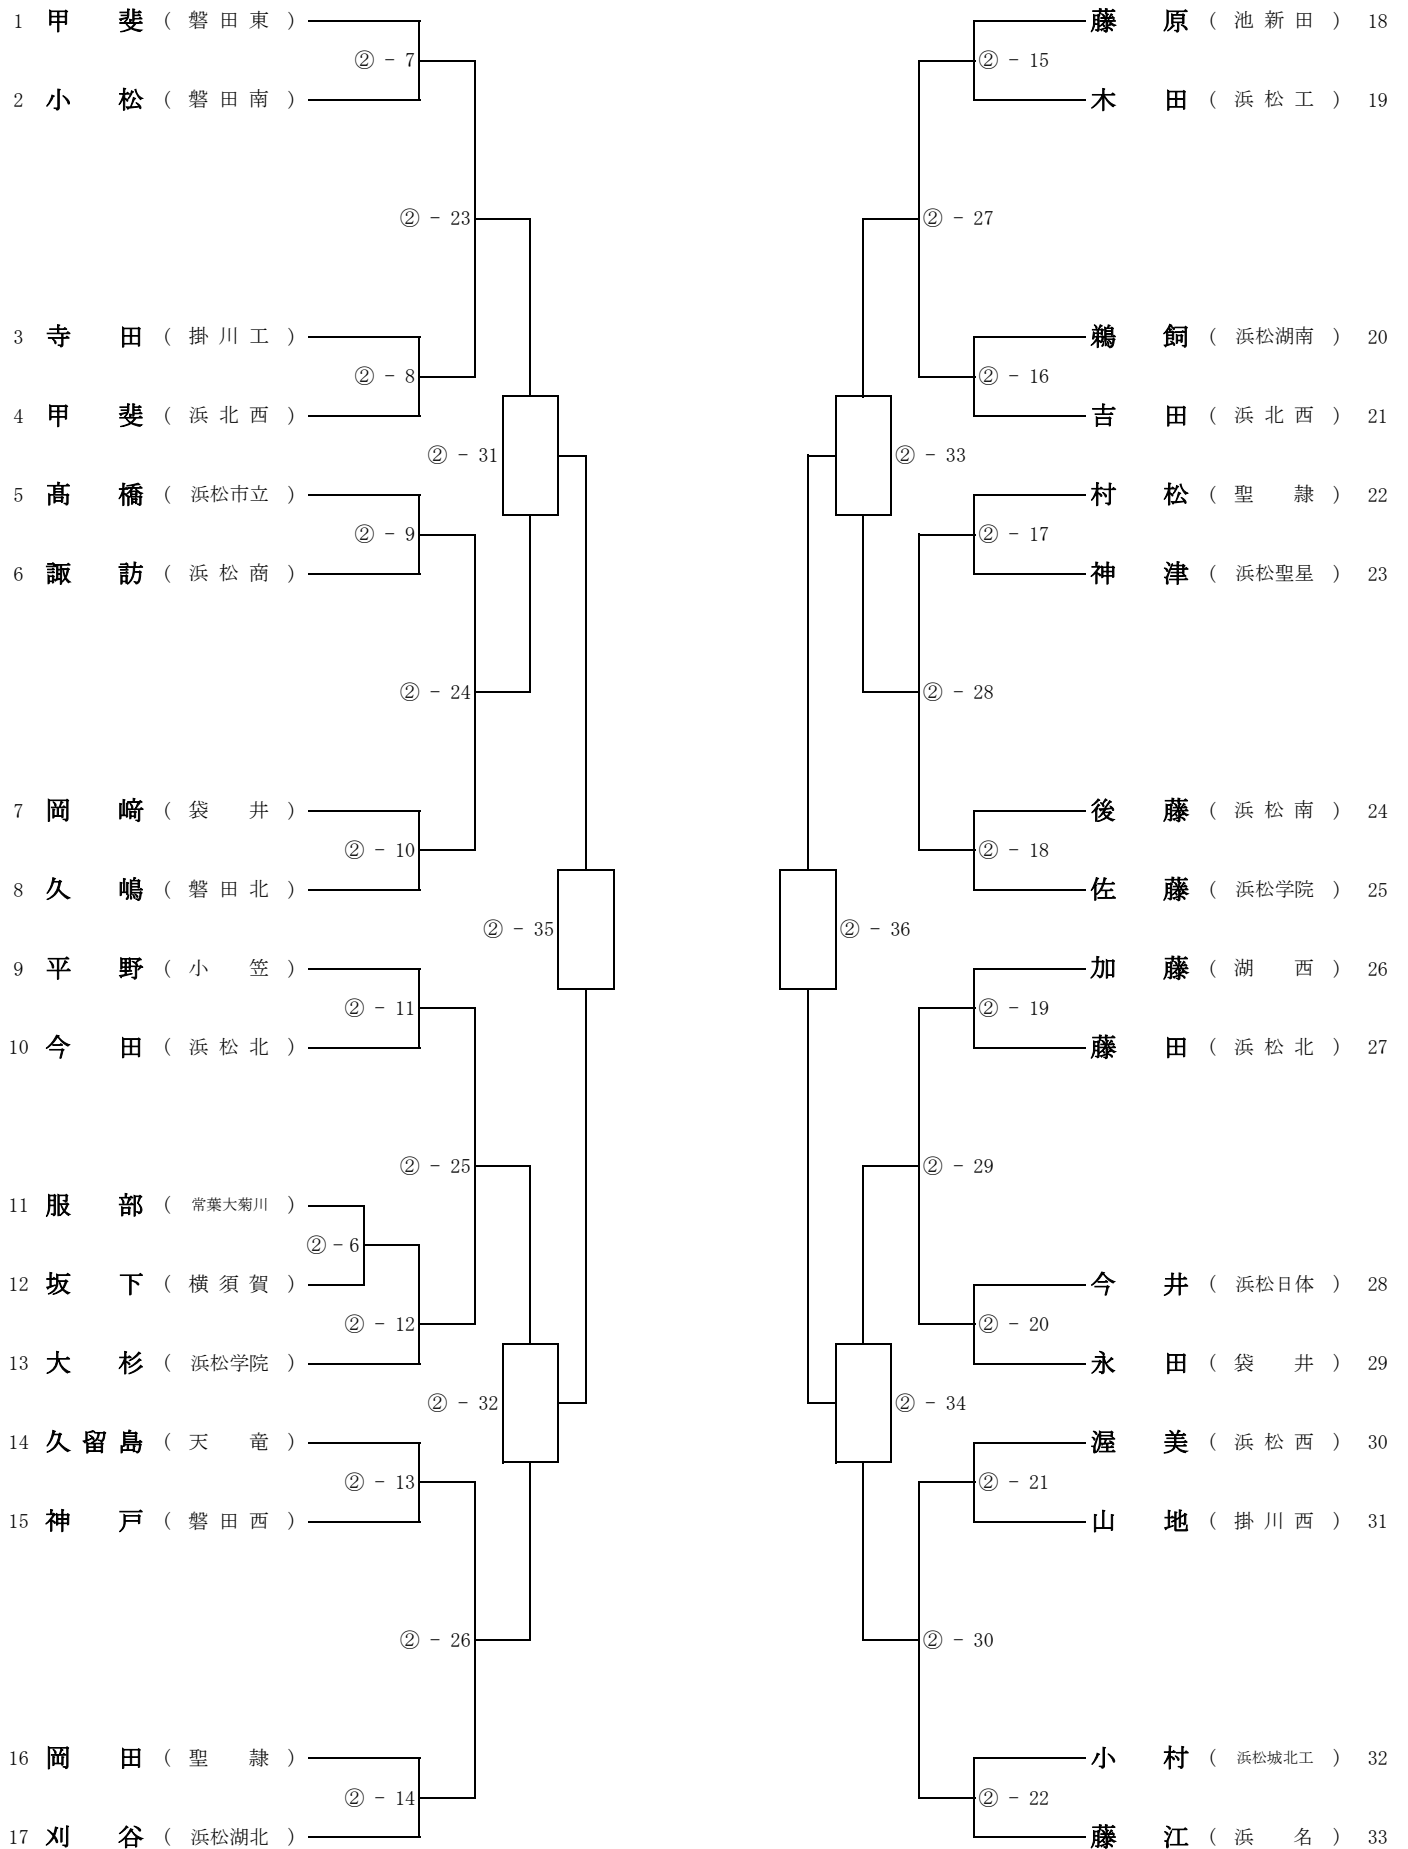 1 甲斐 ( 磐田東 )
② - 7
2 小松 ( 磐田南 )
② - 23
3 寺田 ( 掛川工 )
② - 8
4 甲斐 ( 浜北西 )
② - 31
5 髙橋 ( 浜松市立 )
② - 9
6 諏訪 ( 浜松商 )
② - 24
7 岡﨑 ( 袋井 )
② - 10
8 久嶋 ( 磐田北 )
② - 35
9 平野 ( 小笠 )
② - 11
10 今田 ( 浜松北 )
② - 25
11 服部 ( 常葉大菊川 )
② - 6
12 坂下 ( 横須賀 )
② - 12
13 大杉 ( 浜松学院 )
② - 32
14 久留島 ( 天竜 )
② - 13
15 神戸 ( 磐田西 )
② - 26
16 岡田 ( 聖隷 )
② - 14
17 刈谷 ( 浜松湖北 )
藤原 ( 池新田 ) 18
② - 15
木田 ( 浜松工 ) 19
② - 27
鵜飼 ( 浜松湖南 ) 20
② - 16
吉田 ( 浜北西 ) 21
② - 33
村松 ( 聖隷 ) 22
② - 17
神津 ( 浜松聖星 ) 23
② - 28
後藤 ( 浜松南 ) 24
② - 18
佐藤 ( 浜松学院 ) 25
② - 36
加藤 ( 湖西 ) 26
② - 19
藤田 ( 浜松北 ) 27
② - 29
今井 ( 浜松日体 ) 28
② - 20
永田 ( 袋井 ) 29
② - 34
渥美 ( 浜松西 ) 30
② - 21
山地 ( 掛川西 ) 31
② - 30
小村 ( 浜松城北工 ) 32
② - 22
藤江 ( 浜名 ) 33